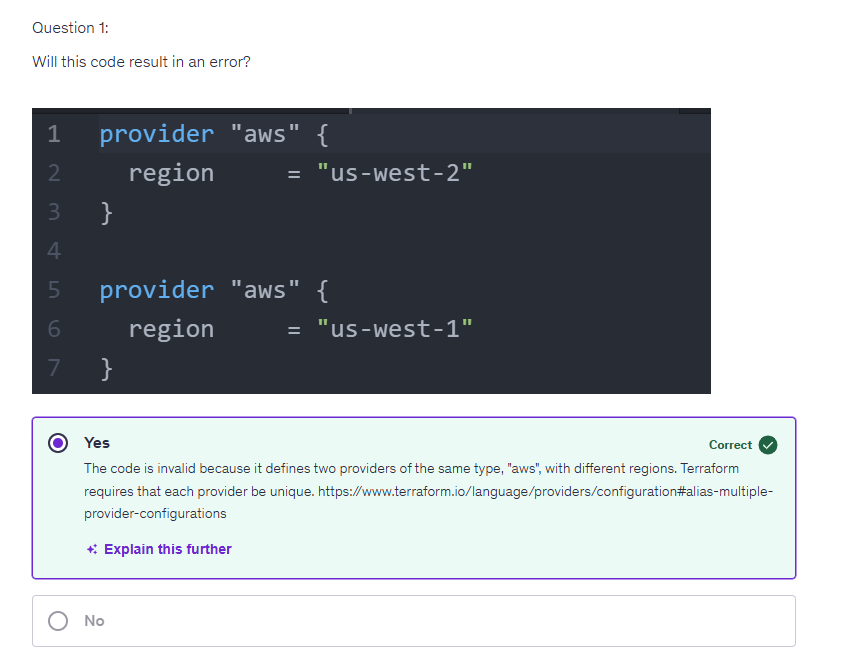 Question 1:
Will this code result in an error?
1 provider "aws" {
2 region = "us-west-2"
3 }
4
5 provider "aws" {
6 region = "us-west-1"
7 }
Yes
Correct
The code is invalid because it defines two providers of the same type, "aws", with different regions. Terraform
requires that each provider be unique. https://www.terraform.io/language/providers/configuration#alias-multiple-
provider-configurations
Explain this further
No